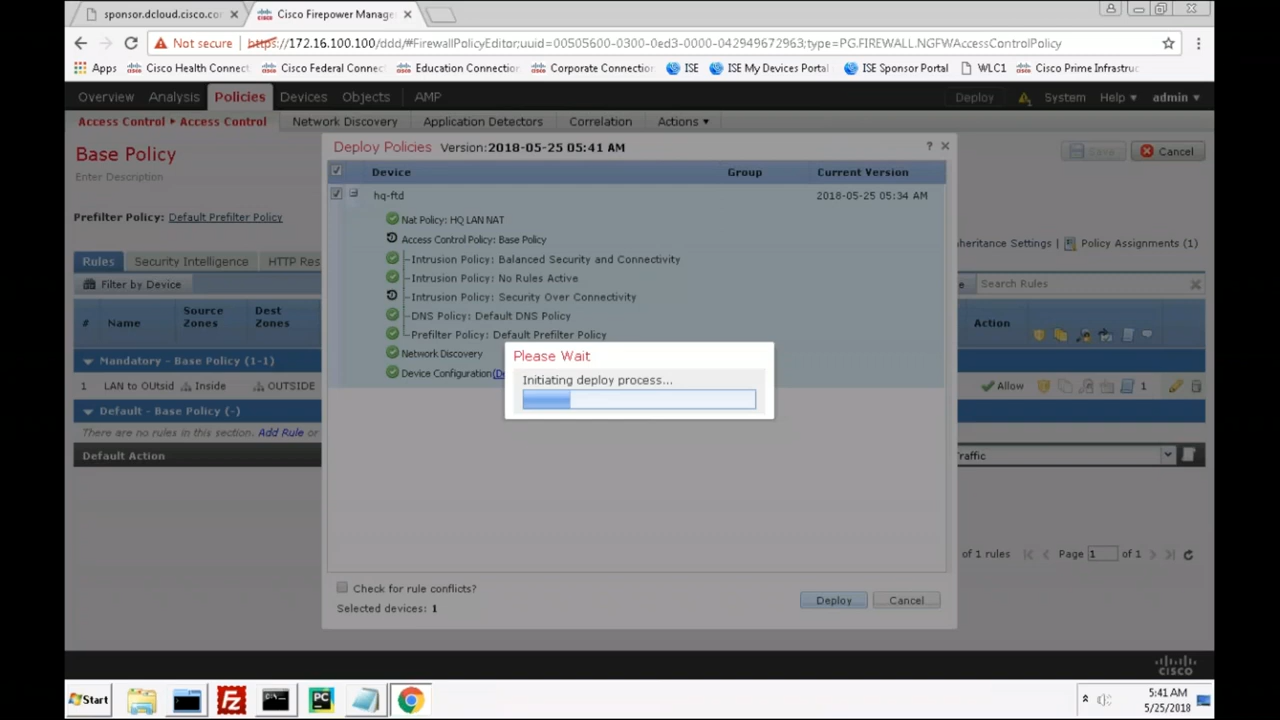 sponsor.dcloud.cisco.co
Cisco Firepower Manage
Not secure
https://172.16.100.100/ddd/#FirewallPolicyEditor;uuid=00505600-0300-0ed3-0000-042949672963;type=PG.FIREWALL.NGFWAccessControlPolicy
Apps Cisco Health Connect Cisco Federal Connec Education Connection Corporate Connection ISE ISE My Devices Portal ISE Sponsor Portal WLC1 Cisco Prime Infrastruc
Overview Analysis Policies Devices Objects AMP Deploy System Help admin
Access Control Access Control Network Discovery Application Detectors Correlation Actions
Base Policy
Enter Description
Save Cancel
Prefilter Policy: Default Prefilter Policy
heritance Settings | Policy Assignments (1)
Rules Security Intelligence HTTP Res
Filter by Device
e Search Rules
# Name Source Zones Dest Zones Action
Mandatory - Base Policy (1-1)
1 LAN to OUtsid Inside OUTSIDE Allow 1
Default - Base Policy (-)
There are no rules in this section. Add Rule or
Default Action
Traffic
of 1 rules Page 1 of 1
Deploy Policies Version:2018-05-25 05:41 AM ? ×
Device Group Current Version
hq-ftd 2018-05-25 05:34 AM
Nat Policy: HQ LAN NAT
Access Control Policy: Base Policy
Intrusion Policy: Balanced Security and Connectivity
Intrusion Policy: No Rules Active
Intrusion Policy: Security Over Connectivity
DNS Policy: Default DNS Policy
Prefilter Policy: Default Prefilter Policy
Network Discovery
Device Configuration(De
Please Wait
Initiating deploy process...
Check for rule conflicts?
Selected devices: 1
Deploy Cancel
cisco
Start
PC
5:41 AM
5/25/2018